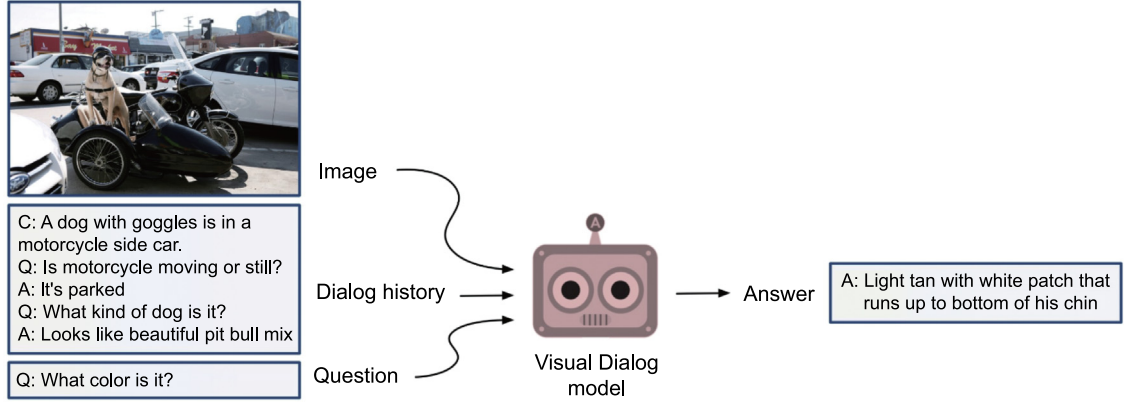 C: A dog with goggles is in a
motorcycle side car.
Q: Is motorcycle moving or still?
A: It's parked
Q: What kind of dog is it?
A: Looks like beautiful pit bull mix
Q: What color is it?
Image
Dialog history
Question
A
Visual Dialog
model
Answer
A: Light tan with white patch that
runs up to bottom of his chin